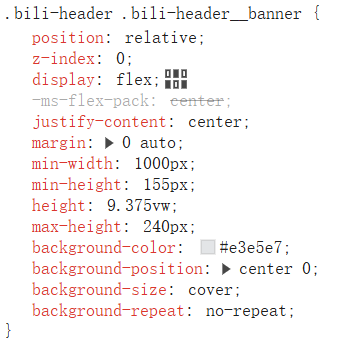 .bili-header .bili-header__banner {
position: relative;
z-index: 0;
display: flex;
-ms-flex-pack: center;
justify-content: center;
margin: ▶ 0 auto;
min-width: 1000px;
min-height: 155px;
height: 9.375vw;
max-height: 240px;
background-color: #e3e5e7;
background-position: ▶ center 0;
background-size: cover;
background-repeat: no-repeat;
}